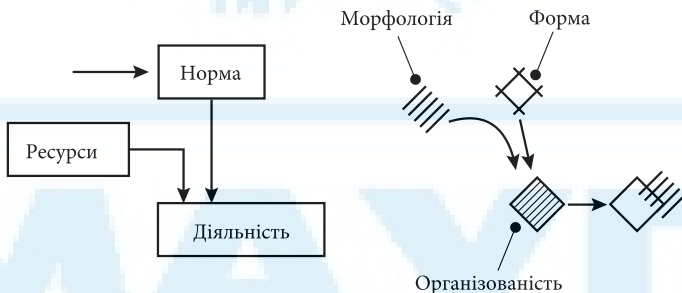 Морфологія
Форма
Норма
Ресурси
Діяльність
Організованість